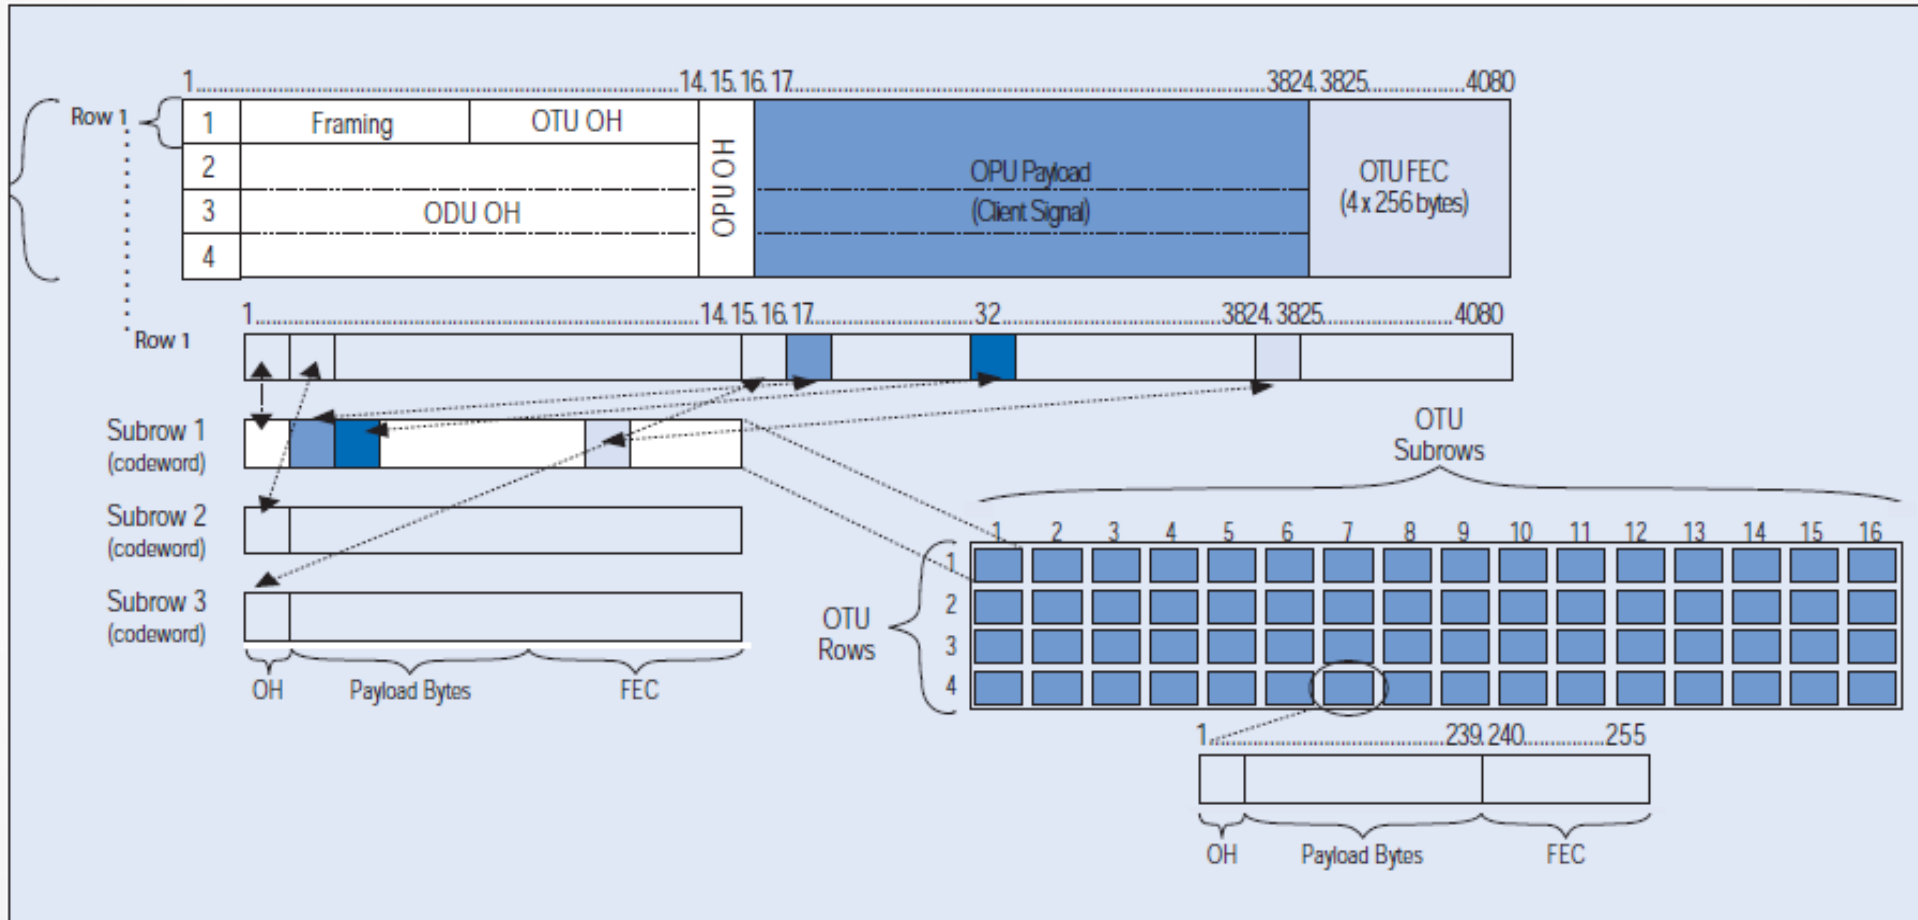 1..........14.15.16.17..........3824.3825..........4080
Row 1
1 Framing OTU OH
2
3 ODU OH
4
OPU OH
OPU Payload
(Client Signal)
OTU FEC
(4 x 256 bytes)
1..........14.15.16.17..........32..........3824.3825..........4080
Row 1
Subrow 1
(codeword)
Subrow 2
(codeword)
Subrow 3
(codeword)
OH Payload Bytes FEC
OTU
Subrows
1 2 3 4 5 6 7 8 9 10 11 12 13 14 15 16
OTU
Rows
1
2
3
4
1..........239.240..........255
OH Payload Bytes FEC